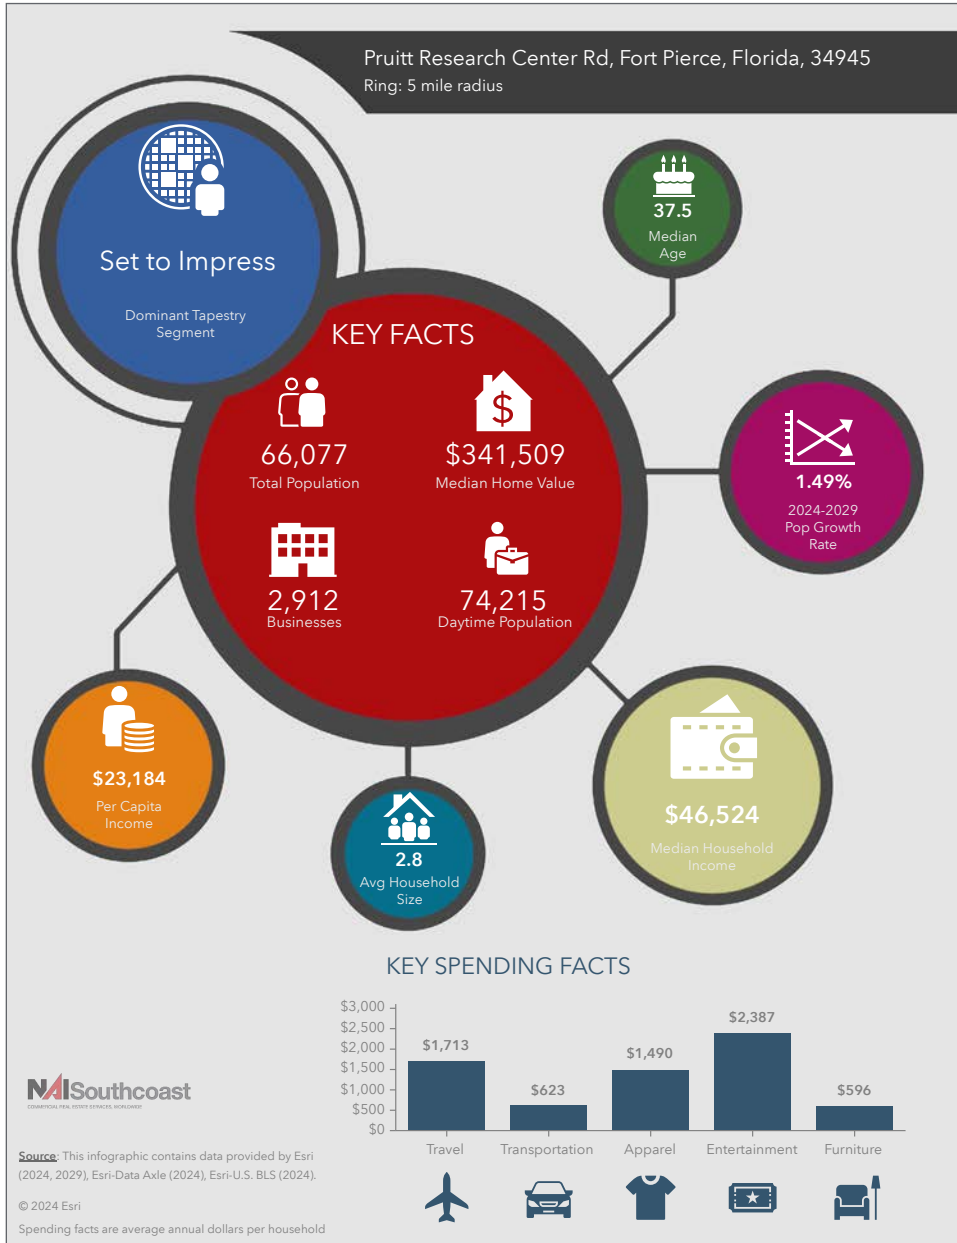 Pruitt Research Center Rd, Fort Pierce, Florida, 34945
Ring: 5 mile radius
Set to Impress
Dominant Tapestry
Segment
37.5
Median
Age
KEY FACTS
66,077
Total Population
$341,509
Median Home Value
2,912
Businesses
74,215
Daytime Population
1.49%
2024-2029
Pop Growth
Rate
$23,184
Per Capita
Income
2.8
Avg Household
Size
$46,524
Median Household
Income
KEY SPENDING FACTS
$3,000
$2,500
$2,000
$1,500
$1,000
$500
$0
$1,713
$623
$1,490
$2,387
$596
Travel
Transportation
Apparel
Entertainment
Furniture
NAISouthcoast
COMMERCIAL REAL ESTATE SERVICES, WORLDWIDE
Source: This infographic contains data provided by Esri
(2024, 2029), Esri-Data Axle (2024), Esri-U.S. BLS (2024).
© 2024 Esri
Spending facts are average annual dollars per household